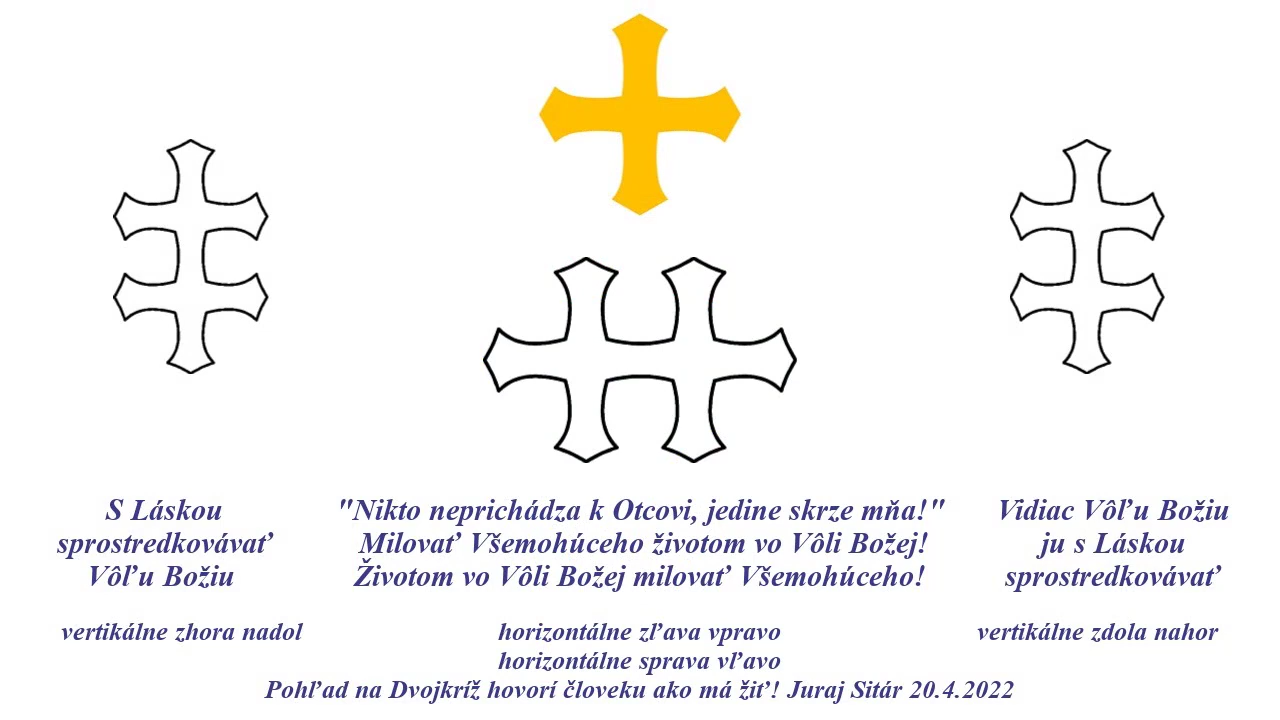 S Láskou
sprostredkovávať
Vôľu Božiu
vertikálne zhora nadol
"Nikto neprichádza k Otcovi, jedine skrze mňa!"
Milovať Všemohúceho životom vo Vôli Božej!
Životom vo Vôli Božej milovať Všemohúceho!
horizontálne zľava vpravo
horizontálne sprava vľavo
Vidiac Vôľu Božiu
ju s Láskou
sprostredkovávať
vertikálne zdola nahor
Pohľad na Dvojkríž hovorí človeku ako má žiť! Juraj Sitár 20.4.2022